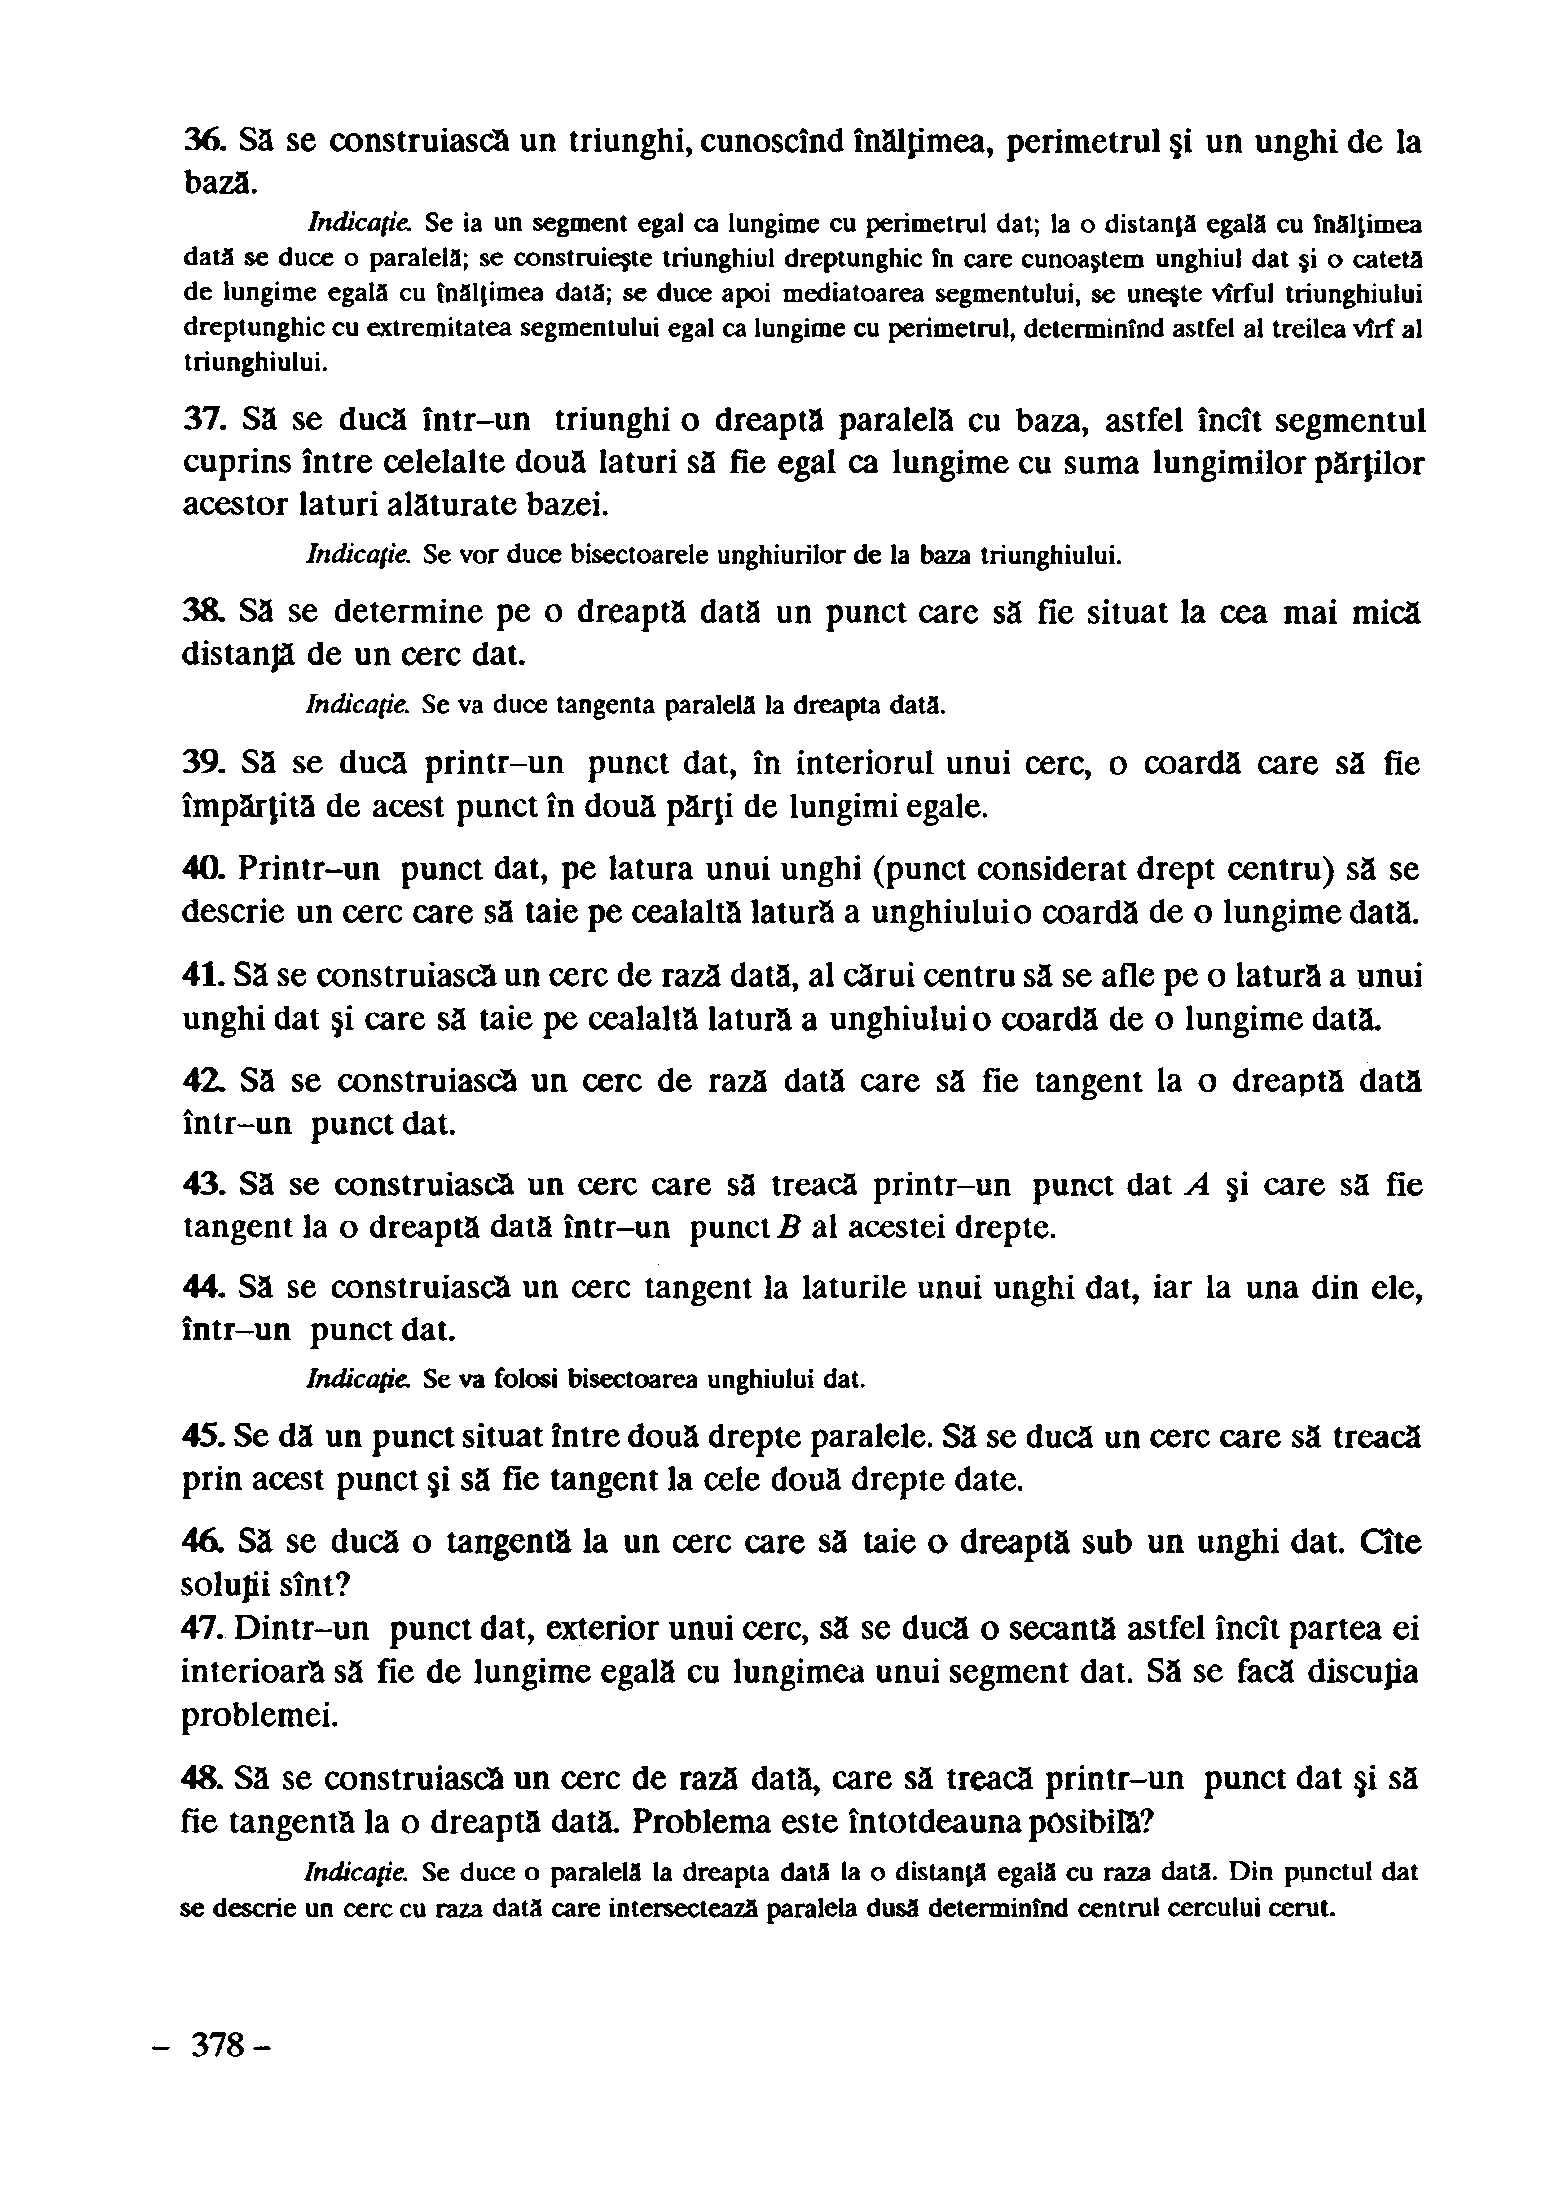 36. Să se construiască un triunghi, cunoscînd înălţimea, perimetrul şi un unghi de la
bază.
Indicaţie. Se ia un segment egal ca lungime cu perimetrul dat; la o distanţă egală cu înălţimea
dată se duce o paralelă; se construieşte triunghiul dreptunghic în care cunoaştem unghiul dat şi o catetă
de lungime egală cu înălţimea dată; se duce apoi mediatoarea segmentului, se uneşte vîrful triunghiului
dreptunghic cu extremitatea segmentului egal ca lungime cu perimetrul, determinînd astfel al treilea vîrf al
triunghiului.
37. Să se ducă într–un triunghi o dreaptă paralelă cu baza, astfel încît segmentul
cuprins între celelalte două laturi să fie egal ca lungime cu suma lungimilor părţilor
acestor laturi alăturate bazei.
Indicaţie. Se vor duce bisectoarele unghiurilor de la baza triunghiului.
38. Să se determine pe o dreaptă dată un punct care să fie situat la cea mai mică
distanţă de un cerc dat.
Indicaţie. Se va duce tangenta paralelă la dreapta dată.
39. Să se ducă printr–un punct dat, în interiorul unui cerc, o coardă care să fie
împărţită de acest punct în două părţi de lungimi egale.
40. Printr–un punct dat, pe latura unui unghi (punct considerat drept centru) să se
descrie un cerc care să taie pe cealaltă latură a unghiului o coardă de o lungime dată.
41. Să se construiască un cerc de rază dată, al cărui centru să se afle pe o latură a unui
unghi dat şi care să taie pe cealaltă latură a unghiului o coardă de o lungime dată.
42. Să se construiască un cerc de rază dată care să fie tangent la o dreaptă dată
într–un punct dat.
43. Să se construiască un cerc care să treacă printr–un punct dat A şi care să fie
tangent la o dreaptă dată într–un punct B al acestei drepte.
44. Să se construiască un cerc tangent la laturile unui unghi dat, iar la una din ele,
într–un punct dat.
Indicaţie. Se va folosi bisectoarea unghiului dat.
45. Se dă un punct situat între două drepte paralele. Să se ducă un cerc care să treacă
prin acest punct şi să fie tangent la cele două drepte date.
46. Să se ducă o tangentă la un cerc care să taie o dreaptă sub un unghi dat. Cîte
soluţii sînt?
47. Dintr–un punct dat, exterior unui cerc, să se ducă o secantă astfel încît partea ei
interioară să fie de lungime egală cu lungimea unui segment dat. Să se facă discuţia
problemei.
48. Să se construiască un cerc de rază dată, care să treacă printr–un punct dat şi să
fie tangentă la o dreaptă dată. Problema este întotdeauna posibilă?
Indicaţie. Se duce o paralelă la dreapta dată la o distanţă egală cu raza dată. Din punctul dat
se descrie un cerc cu raza dată care intersectează paralela dusă determinînd centrul cercului cerut.
– 378 –